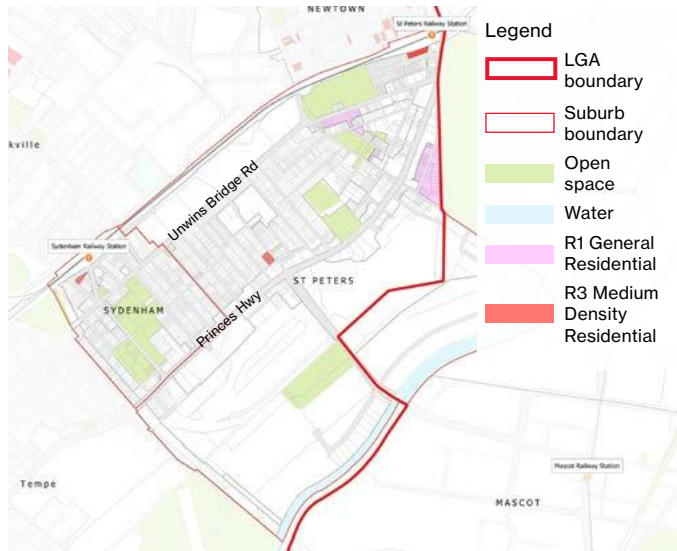 NEWTOWN
St Peters Railway Station
kville
Unwins Bridge Rd
Sydenham Railway Station
ST PETERS
SYDENHAM
Princes Hwy
Tempe
Mascot Railway Station
MASCOT
Legend
LGA
boundary
Suburb
boundary
Open
space
Water
R1 General
Residential
R3 Medium
Density
Residential